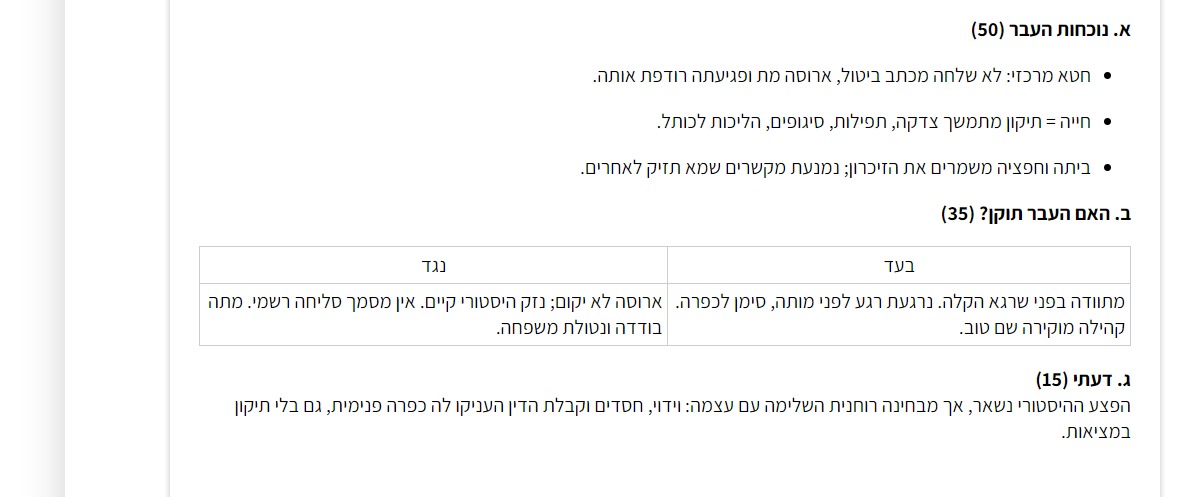 א. נוכחות העבר (50)
חטא מרכזי: לא שלחה מכתב ביטול, ארוסה מת ופגיעתה רודפת אותה.
חייה = תיקון מתמשך צדקה, תפילות, סיגופים, הליכות לכותל.
ביתה וחפציה משמרים את הזיכרון; נמנעת מקשרים שמא תזיק לאחרים.
ב. האם העבר תוקן? (35)
בעד
נגד
מתוודה בפני שרגא הקלה. נרגעת רגע לפני מותה, סימן לכפרה.
קהילה מוקירה שם טוב.
ארוסה לא יקום; נזק היסטורי קיים. אין מסמך סליחה רשמי. מתה
בודדה ונטולת משפחה.
ג. דעתי (15)
הפצע ההיסטורי נשאר, אך מבחינה רוחנית השלימה עם עצמה: וידוי, חסדים וקבלת הדין העניקו לה כפרה פנימית, גם בלי תיקון
במציאות.